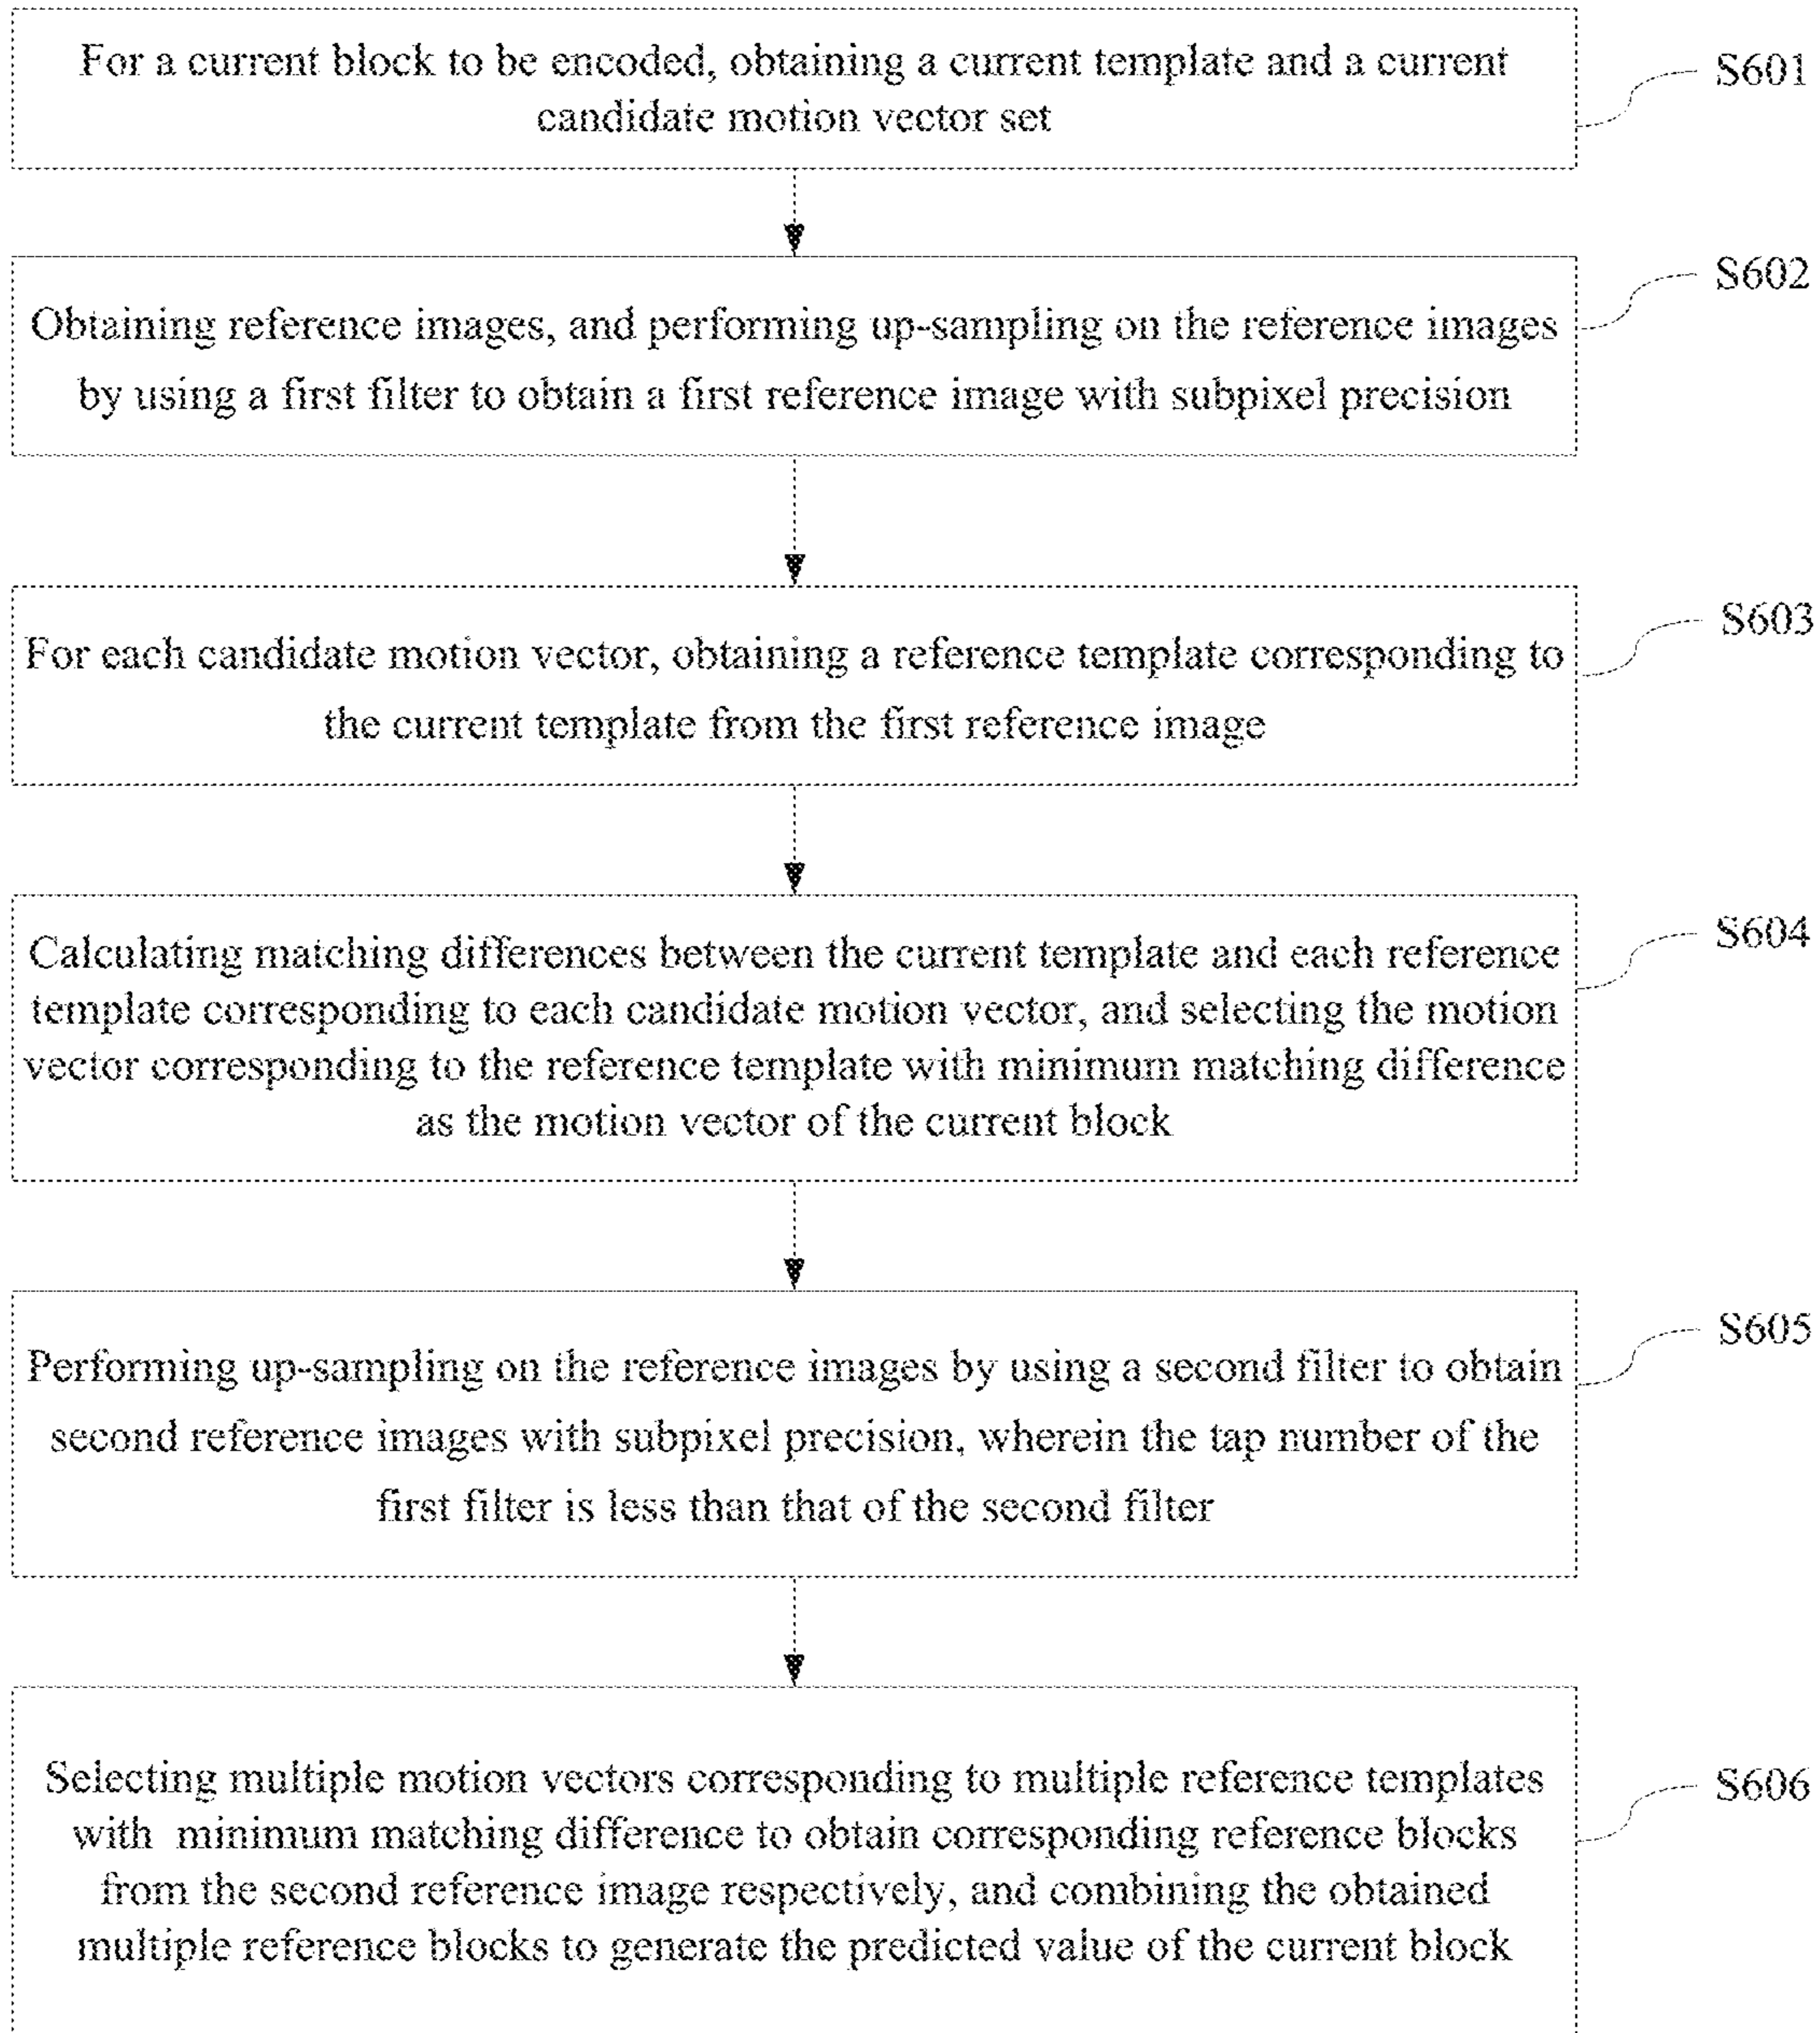 For a current block to be encoded, obtaining a current template and a current
candidate motion vector set
S601
Obtaining reference images, and performing up-sampling on the reference images
by using a first filter to obtain a first reference image with subpixel precision
S602
For each candidate motion vector, obtaining a reference template corresponding to
the current template from the first reference image
S603
Calculating matching differences between the current template and each reference
template corresponding to each candidate motion vector, and selecting the motion
vector corresponding to the reference template with minimum matching difference
as the motion vector of the current block
S604
Performing up-sampling on the reference images by using a second filter to obtain
second reference images with subpixel precision, wherein the tap number of the
first filter is less than that of the second filter
S605
Selecting multiple motion vectors corresponding to multiple reference templates
with minimum matching difference to obtain corresponding reference blocks
from the second reference image respectively, and combining the obtained
multiple reference blocks to generate the predicted value of the current block
S606